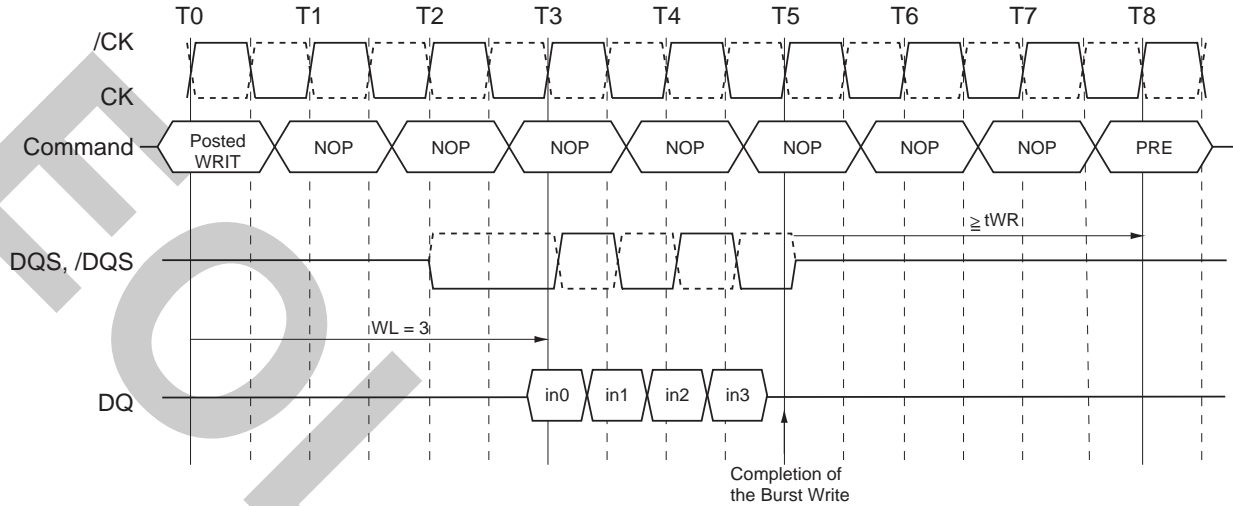 T0 T1 T2 T3 T4 T5 T6 T7 T8
/CK
CK
Command
Posted
WRIT
NOP NOP NOP NOP NOP NOP NOP PRE
≧ tWR
DQS, /DQS
WL = 3
DQ
in0 in1 in2 in3
Completion of
the Burst Write